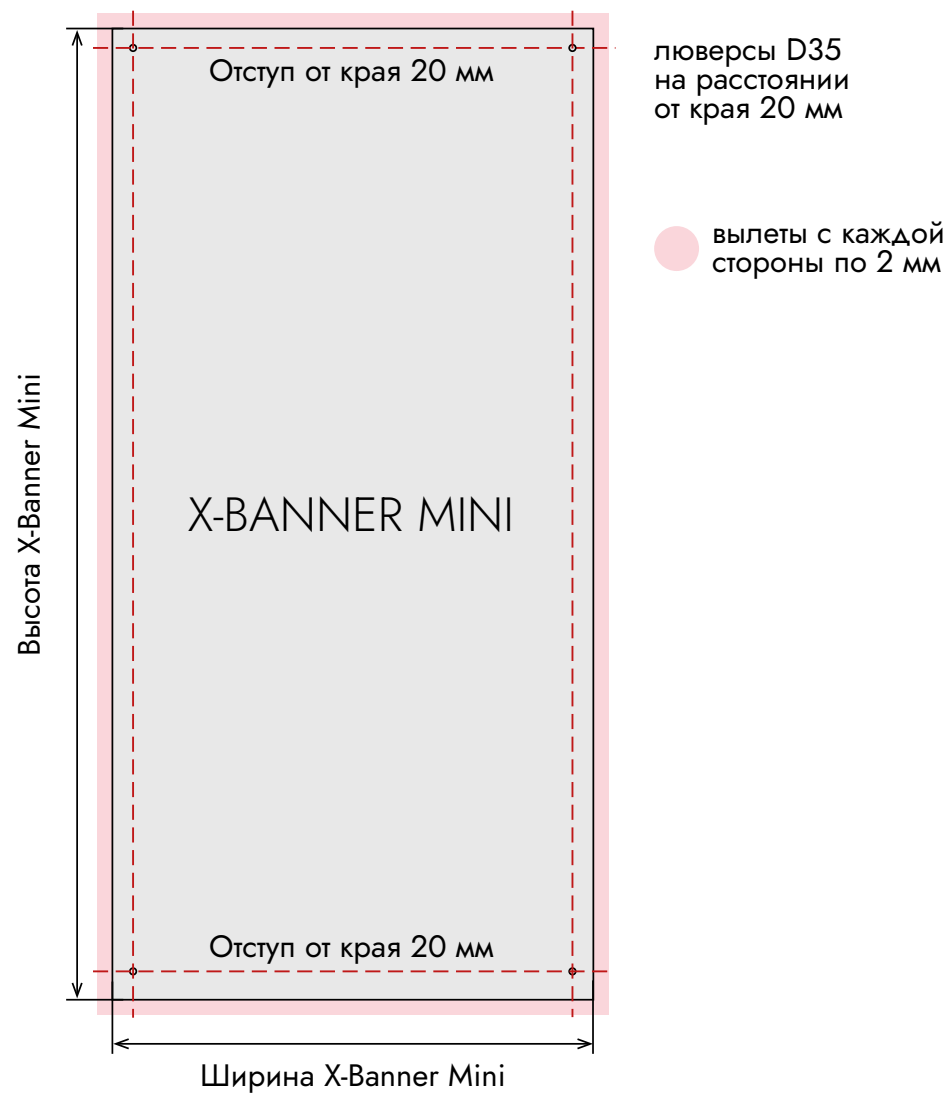 Отступ от края 20 мм
люверсы D35
на расстоянии
от края 20 мм
вылеты с каждой
стороны по 2 мм
Высота X-Banner Mini
X-BANNER MINI
Отступ от края 20 мм
Ширина X-Banner Mini